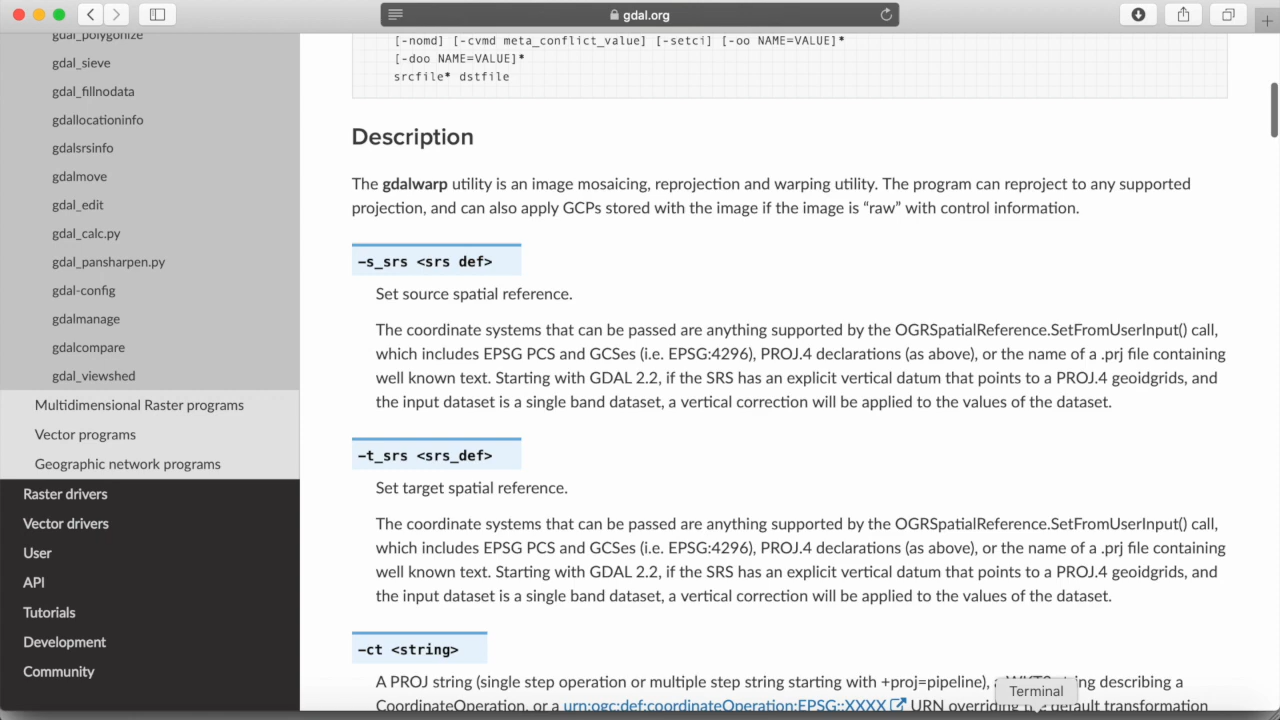 gdal.org
gdal_polygonize
gdal_sieve
gdal_fillnodata
gdallocationinfo
gdalsrsinfo
gdalmove
gdal_edit
gdal_calc.py
gdal_pansharpen.py
gdal-config
gdalmanage
gdalcompare
gdal_viewshed
Multidimensional Raster programs
Vector programs
Geographic network programs
Raster drivers
Vector drivers
User
API
Tutorials
Development
Community
[-nomd] [-cvmd meta_conflict_value] [-setci] [-oo NAME=VALUE]*
[-doo NAME=VALUE]*
srcfile* dstfile
Description
The gdalwarp utility is an image mosaicing, reprojection and warping utility. The program can reproject to any supported
projection, and can also apply GCPs stored with the image if the image is “raw” with control information.
-s_srs <srs def>
Set source spatial reference.
The coordinate systems that can be passed are anything supported by the OGRSpatialReference.SetFromUserInput() call,
which includes EPSG PCS and GCSes (i.e. EPSG:4296), PROJ.4 declarations (as above), or the name of a .prj file containing
well known text. Starting with GDAL 2.2, if the SRS has an explicit vertical datum that points to a PROJ.4 geoidgrids, and
the input dataset is a single band dataset, a vertical correction will be applied to the values of the dataset.
-t_srs <srs_def>
Set target spatial reference.
The coordinate systems that can be passed are anything supported by the OGRSpatialReference.SetFromUserInput() call,
which includes EPSG PCS and GCSes (i.e. EPSG:4296), PROJ.4 declarations (as above), or the name of a .prj file containing
well known text. Starting with GDAL 2.2, if the SRS has an explicit vertical datum that points to a PROJ.4 geoidgrids, and
the input dataset is a single band dataset, a vertical correction will be applied to the values of the dataset.
-ct <string>
A PROJ string (single step operation or multiple step string starting with +proj=pipeline), describing a
CoordinateOperation, or a urn:ogc:def:coordinateOperation:EPSG::XXXX URN overriding default transformation
Terminal